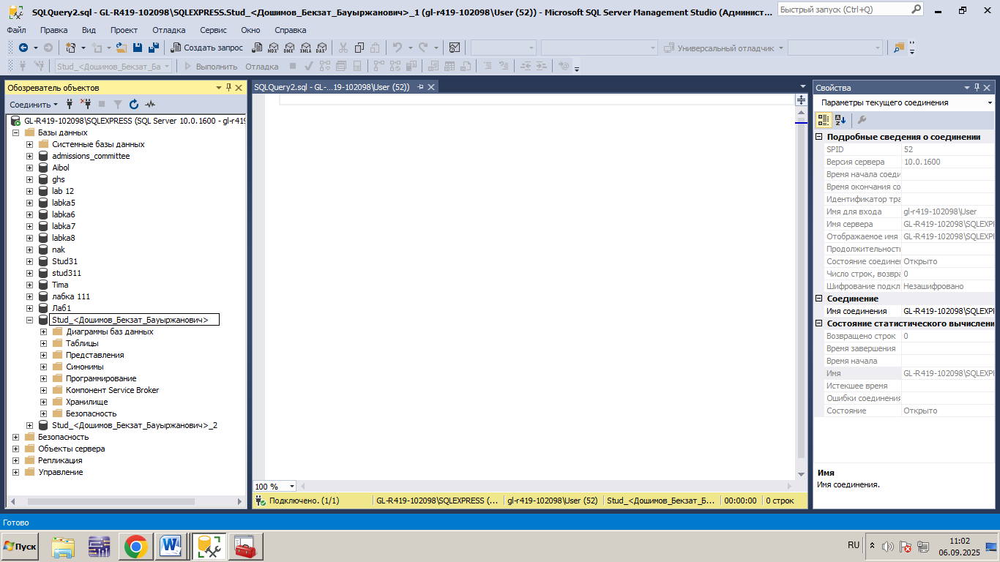 SQLQuery2.sql - GL-R419-102098\SQLEXPRESS.Stud_<Дошимов_Бекзат_Бауыржанович>_1 (gl-r419-102098\User (52)) - Microsoft SQL Server Management Studio (Админист...
Быстрый запуск (Ctrl+Q)
Файл Правка Вид Проект Отладка Сервис Окно Справка
Создать запрос MDX DMX XMLA DAX Универсальный отладчик
Stud_<Дошимов_Бекзат_Ба Выполнить Отладка
Обозреватель объектов
Соединить
GL-R419-102098\SQLEXPRESS (SQL Server 10.0.1600 - gl-r419
Базы данных
Системные базы данных
admissions_committee
Aibol
ghs
lab 12
labka5
labka6
labka7
labka8
nak
Stud31
stud311
Tima
лабка 111
Лаб1
Stud_<Дошимов_Бекзат_Бауыржанович>
Диаграммы баз данных
Таблицы
Представления
Синонимы
Программирование
Компонент Service Broker
Хранилище
Безопасность
Stud_<Дошимов_Бекзат_Бауыржанович>_2
Безопасность
Объекты сервера
Репликация
Управление
SQLQuery2.sql - GL-...19-102098\User (52))
100 %
Подключено. (1/1) GL-R419-102098\SQLEXPRESS (... gl-r419-102098\User (52) Stud_<Дошимов_Бекзат_Б... 00:00:00 0 строк
Свойства
Параметры текущего соединения
Подробные сведения о соединении
SPID 52
Версия сервера 10.0.1600
Время начала соеди
Время окончания со
Идентификатор тра
Имя для входа gl-r419-102098\User
Имя сервера GL-R419-102098\SQLEXPI
Отображаемое имя GL-R419-102098\SQLEXPI
Продолжительност
Состояние соедине Открыто
Число строк, возвра 0
Шифрование подкл Незашифровано
Соединение
Имя соединения GL-R419-102098\SQLEXPI
Состояние статистического вычислени
Возвращено строк 0
Время завершения
Время начала
Имя GL-R419-102098\SQLEXPI
Истекшее время
Ошибки соединения
Состояние Открыто
Имя
Имя соединения.
Готово
Пуск
RU
11:02
06.09.2025